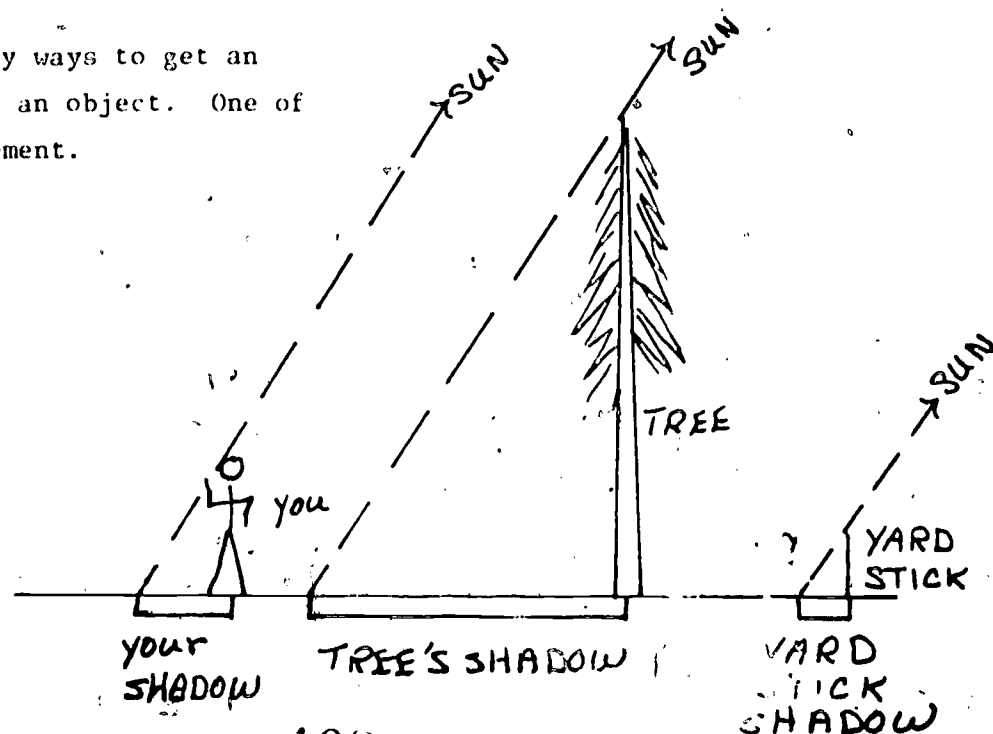 y ways to get an
an object. One of
ment.
SUN
SUN
SUN
TREE
you
YARD
STICK
your
SHADOW
TREE'S SHADOW
YARD
SHADOW